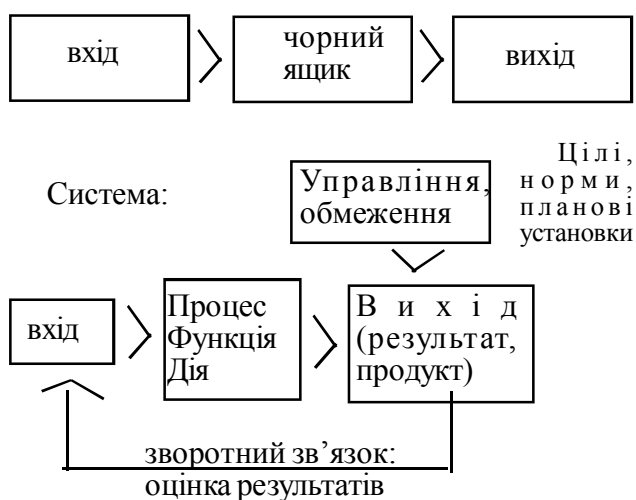 вхід
чорний
ящик
вихід
Система:
Управління,
обмеження
Цілі,
норми,
планові
установки
вхід
Процес
Функція
Дія
Вихід
(результат,
продукт)
зворотний зв’язок:
оцінка результатів